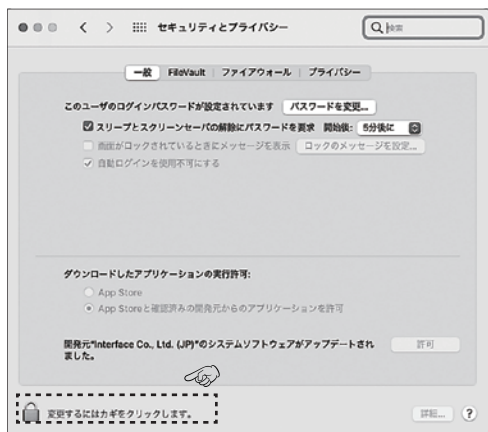 セキュリティとプライバシー
検索
一般 FileVault ファイアウォール プライバシー
このユーザのログインパスワードが設定されています パスワードを変更...
スリープとスクリーンセーバの解除にパスワードを要求 開始後: 5分後に
画面がロックされているときにメッセージを表示 ロックのメッセージを設定...
自動ログインを使用不可にする
ダウンロードしたアプリケーションの実行許可:
App Store
App Storeと確認済みの開発元からのアプリケーションを許可
開発元"Interface Co., Ltd. (JP)"のシステムソフトウェアがアップデートされ 許可
ました。
変更するにはカギをクリックします。 詳細... ?